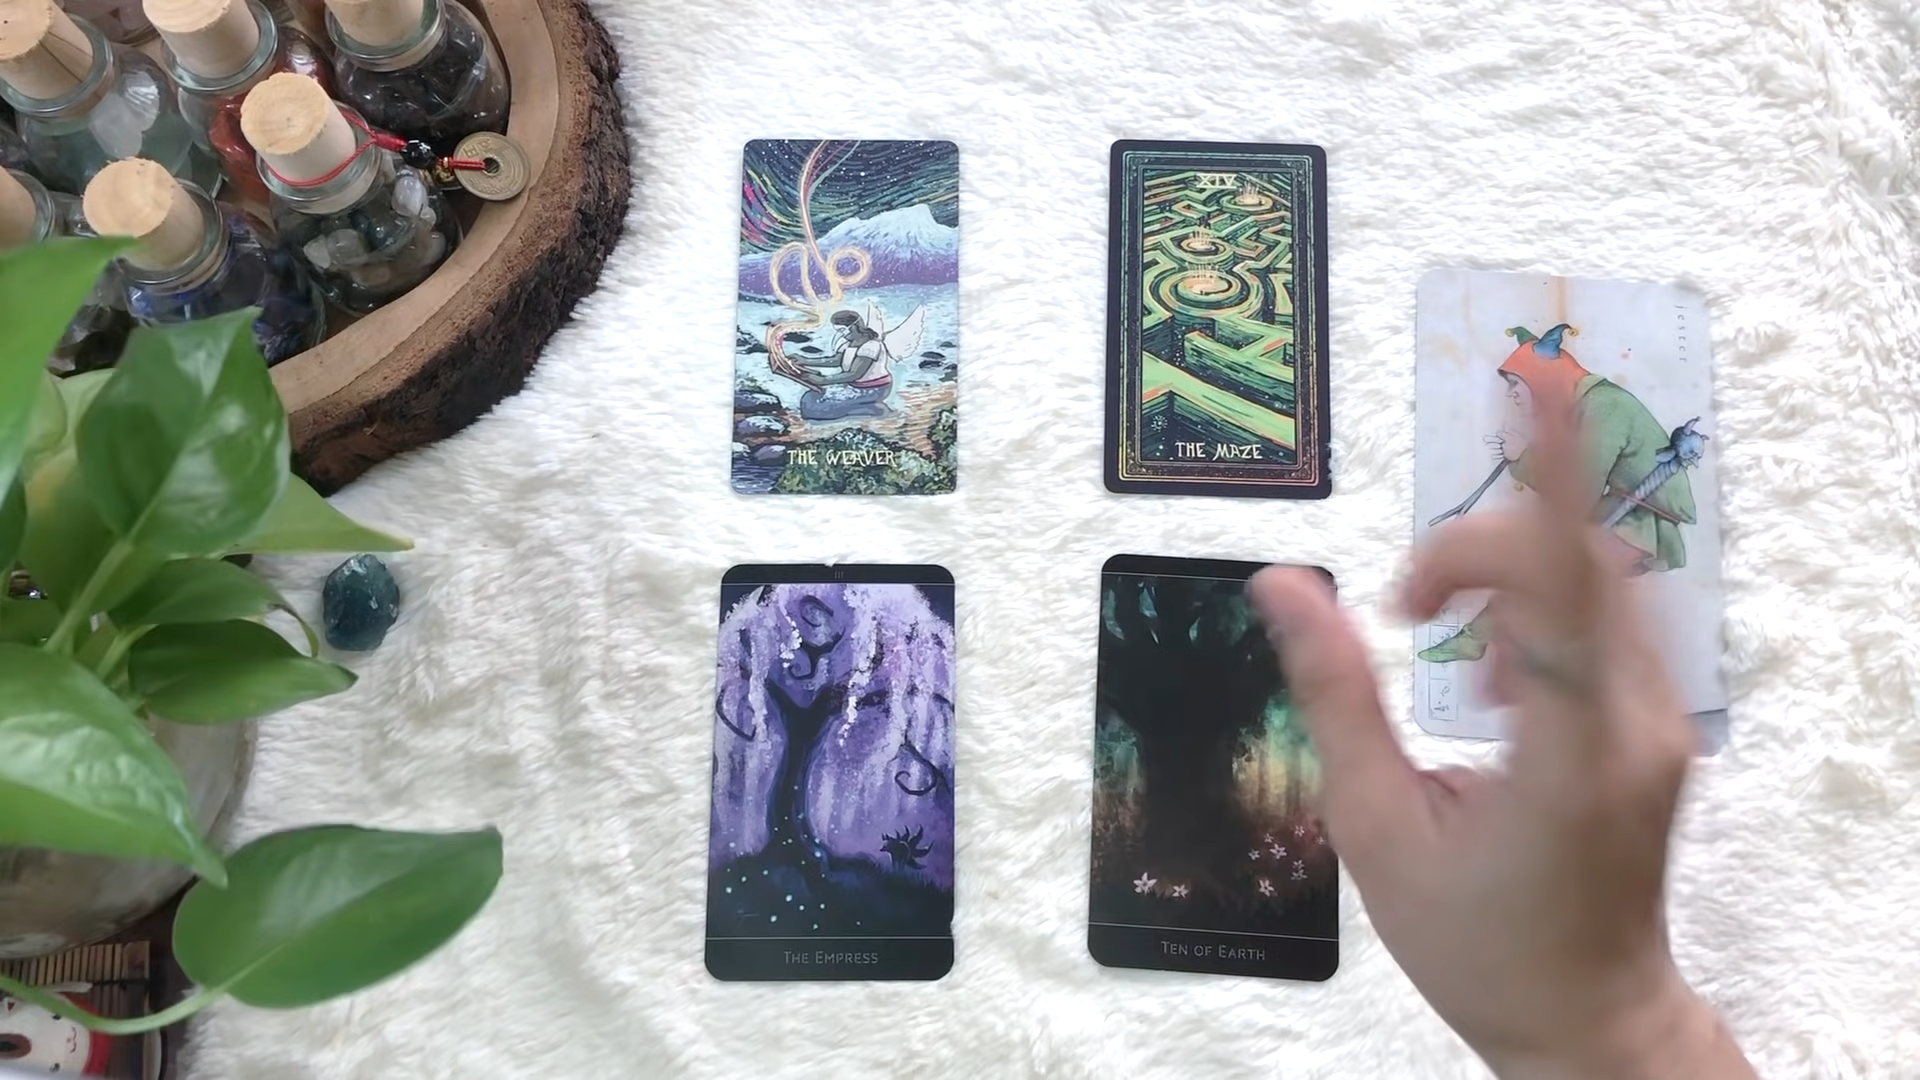 THE WEAVER
XIV
THE MAZE
jester
III
THE EMPRESS
TEN OF EARTH